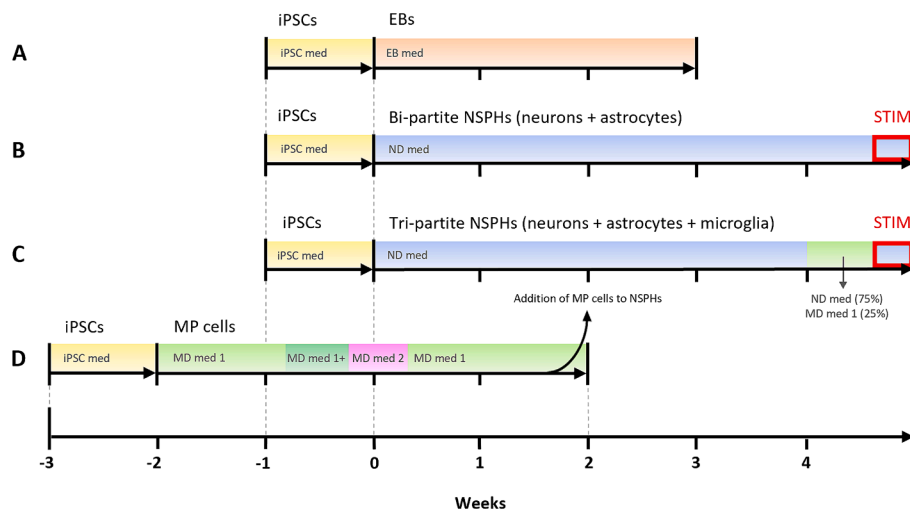 iPSCs EBs
A iPSC med EB med
iPSCs Bi-partite NSPHs (neurons + astrocytes) STIM
B iPSC med ND med
iPSCs Tri-partite NSPHs (neurons + astrocytes + microglia) STIM
C iPSC med ND med
Addition of MP cells to NSPHs ND med (75%)
MD med 1 (25%)
iPSCs MP cells
D iPSC med MD med 1 MD med 1+ MD med 2 MD med 1
-3 -2 -1 0 1 2 3 4
Weeks